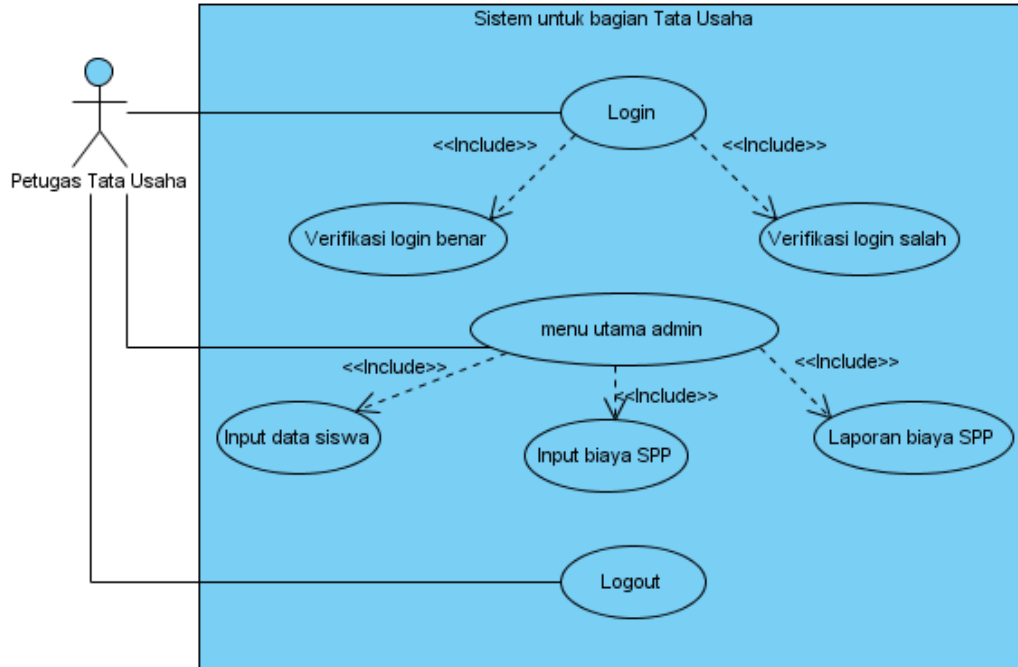 Sistem untuk bagian Tata Usaha
Login
<<Include>>
<<Include>>
Petugas Tata Usaha
Verifikasi login benar
Verifikasi login salah
menu utama admin
<<Include>>
<<Include>>
<<Include>>
Input data siswa
Input biaya SPP
Laporan biaya SPP
Logout